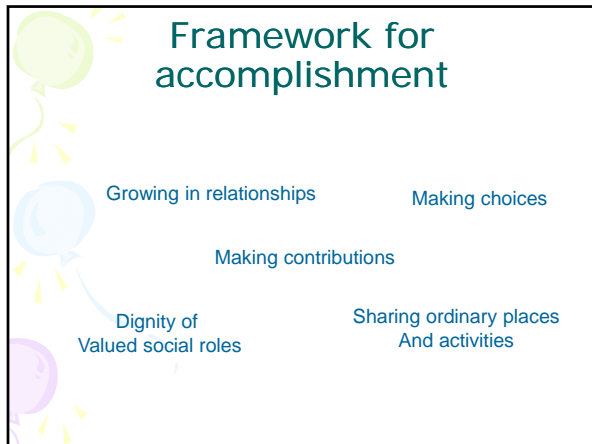 Framework for
accomplishment
Growing in relationships
Making choices
Making contributions
Dignity of
Valued social roles
Sharing ordinary places
And activities